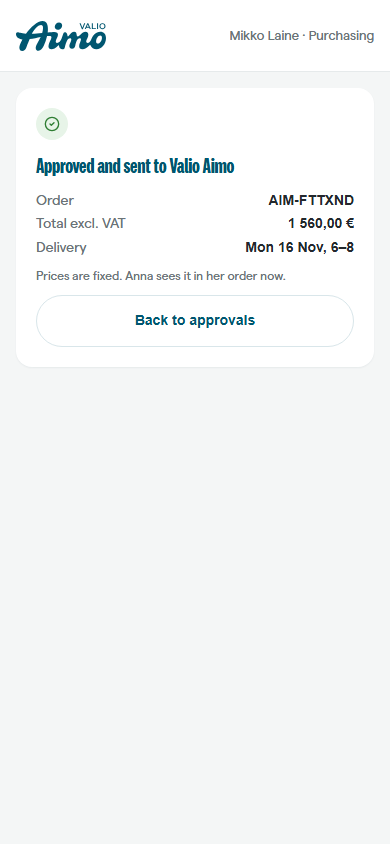 VALIO
Aimo
Mikko Laine · Purchasing
Approved and sent to Valio Aimo
Order AIM-FTTXND
Total excl. VAT 1 560,00 €
Delivery Mon 16 Nov, 6–8
Prices are fixed. Anna sees it in her order now.
Back to approvals